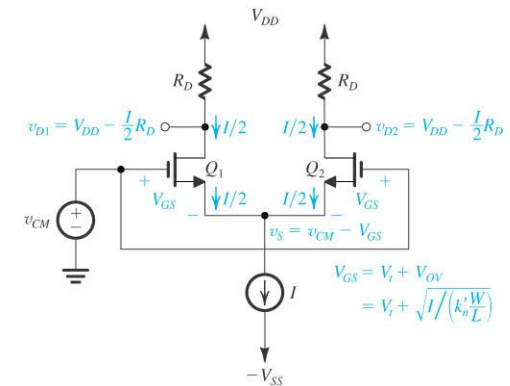 V_DD
R_D R_D
v_D1 = V_DD − I/2 R_D I/2 I/2 v_D2 = V_DD − I/2 R_D
Q_1 Q_2
+ +
V_GS I/2 I/2 V_GS
− −
v_CM + −
v_S = v_CM − V_GS
V_GS = V_t + V_OV
I
= V_t + √(I/(k'_n W/L))
−V_SS